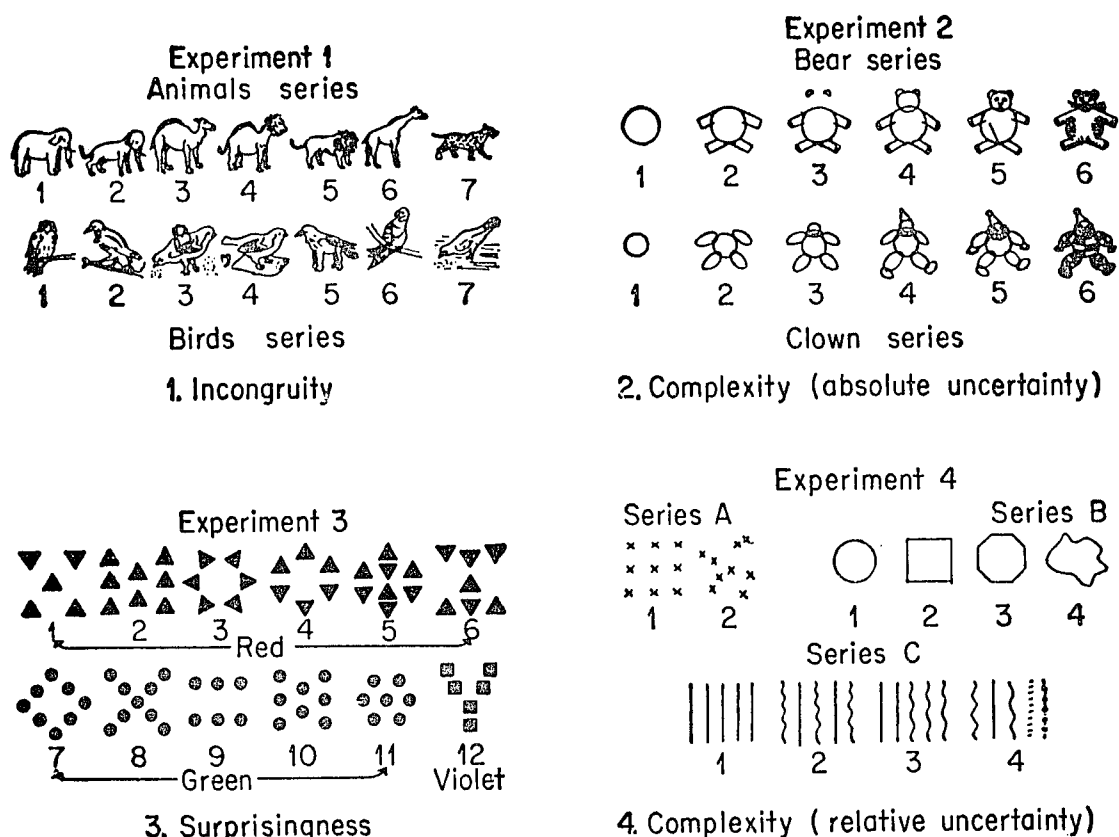 Experiment 1
Animals series
1 2 3 4 5 6 7
1 2 3 4 5 6 7
Birds series
1. Incongruity
Experiment 2
Bear series
1 2 3 4 5 6
1 2 3 4 5 6
Clown series
2. Complexity (absolute uncertainty)
Experiment 3
1 2 3 4 5 6
Red
7 8 9 10 11 12
Green
Violet
3. Surprisingness
Experiment 4
Series A
1 2
Series B
1 2 3 4
Series C
1 2 3 4
4. Complexity (relative uncertainty)